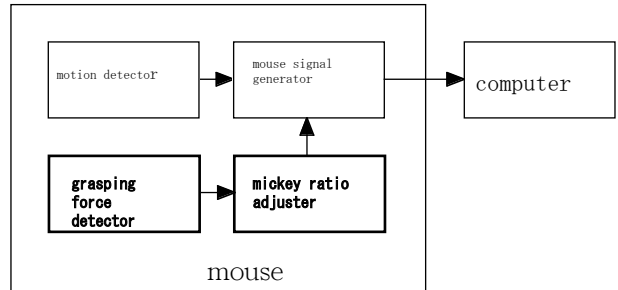 motion detector
mouse signal
generator
computer
grasping
force
detector
mickey ratio
adjuster
mouse